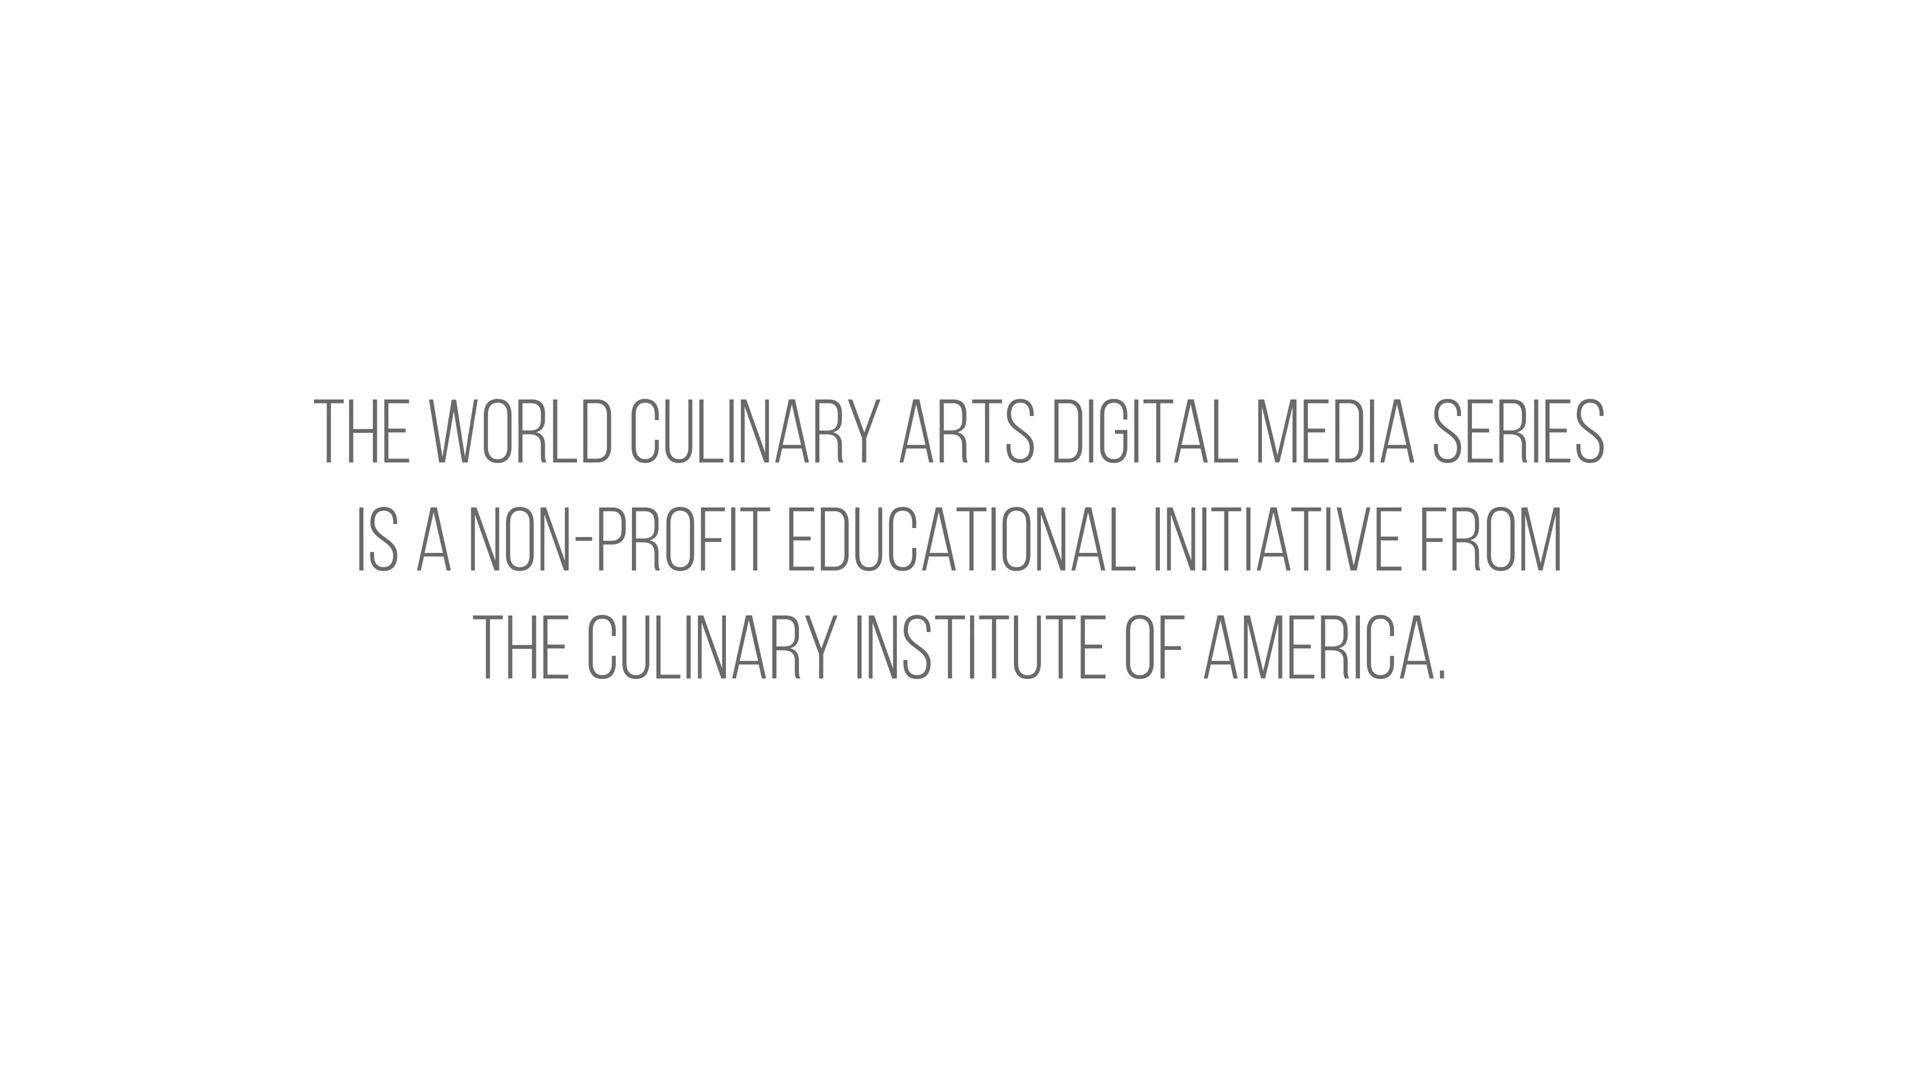 THE WORLD CULINARY ARTS DIGITAL MEDIA SERIES
IS A NON-PROFIT EDUCATIONAL INITIATIVE FROM
THE CULINARY INSTITUTE OF AMERICA.